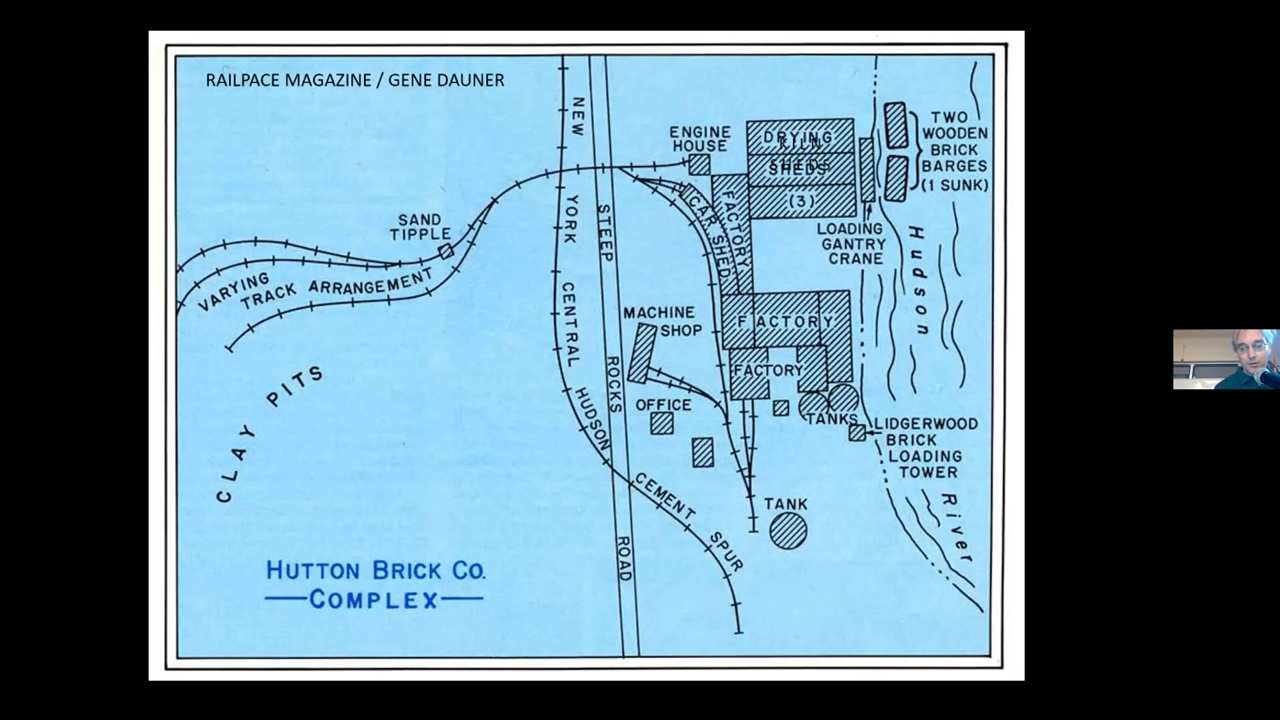 RAILPACE MAGAZINE / GENE DAUNER
NEW
YORK
CENTRAL
HUDSON
CEMENT
SPUR
STEEP
ROCKS
ROAD
ENGINE
HOUSE
DRYING
KILN
SHEDS
(3)
TWO
WOODEN
BRICK
BARGES
(1 SUNK)
CAR SHED
FACTORY
LOADING
GANTRY
CRANE
SAND
TIPPLE
VARYING
TRACK ARRANGEMENT
Hudson
River
MACHINE
SHOP
FACTORY
FACTORY
OFFICE
TANKS
LIDGERWOOD
BRICK
LOADING
TOWER
CLAY PITS
TANK
HUTTON BRICK CO.
COMPLEX